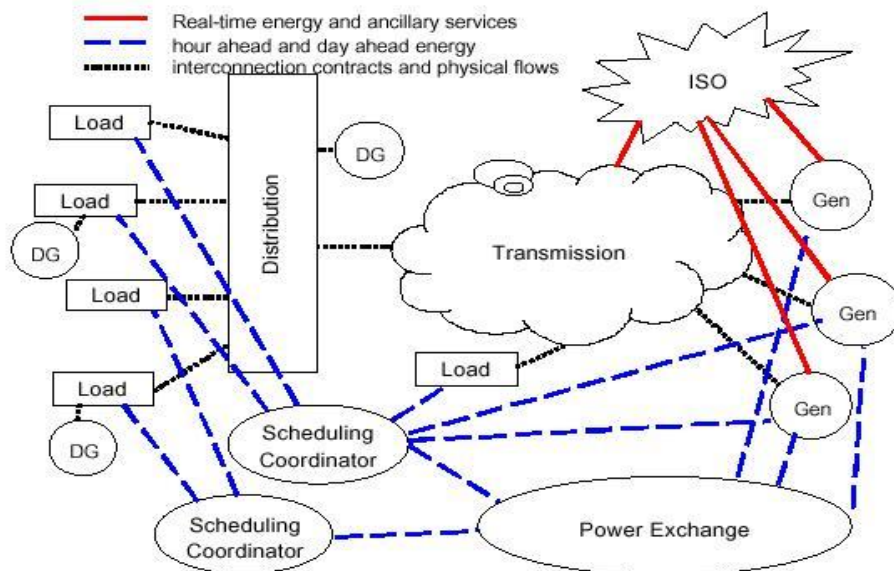 Real-time energy and ancillary services
hour ahead and day ahead energy
interconnection contracts and physical flows
ISO
Load
DG
Load
Gen
DG
Distribution
Transmission
Load
Gen
Load
Load
Gen
DG
Scheduling
Coordinator
Scheduling
Coordinator
Power Exchange